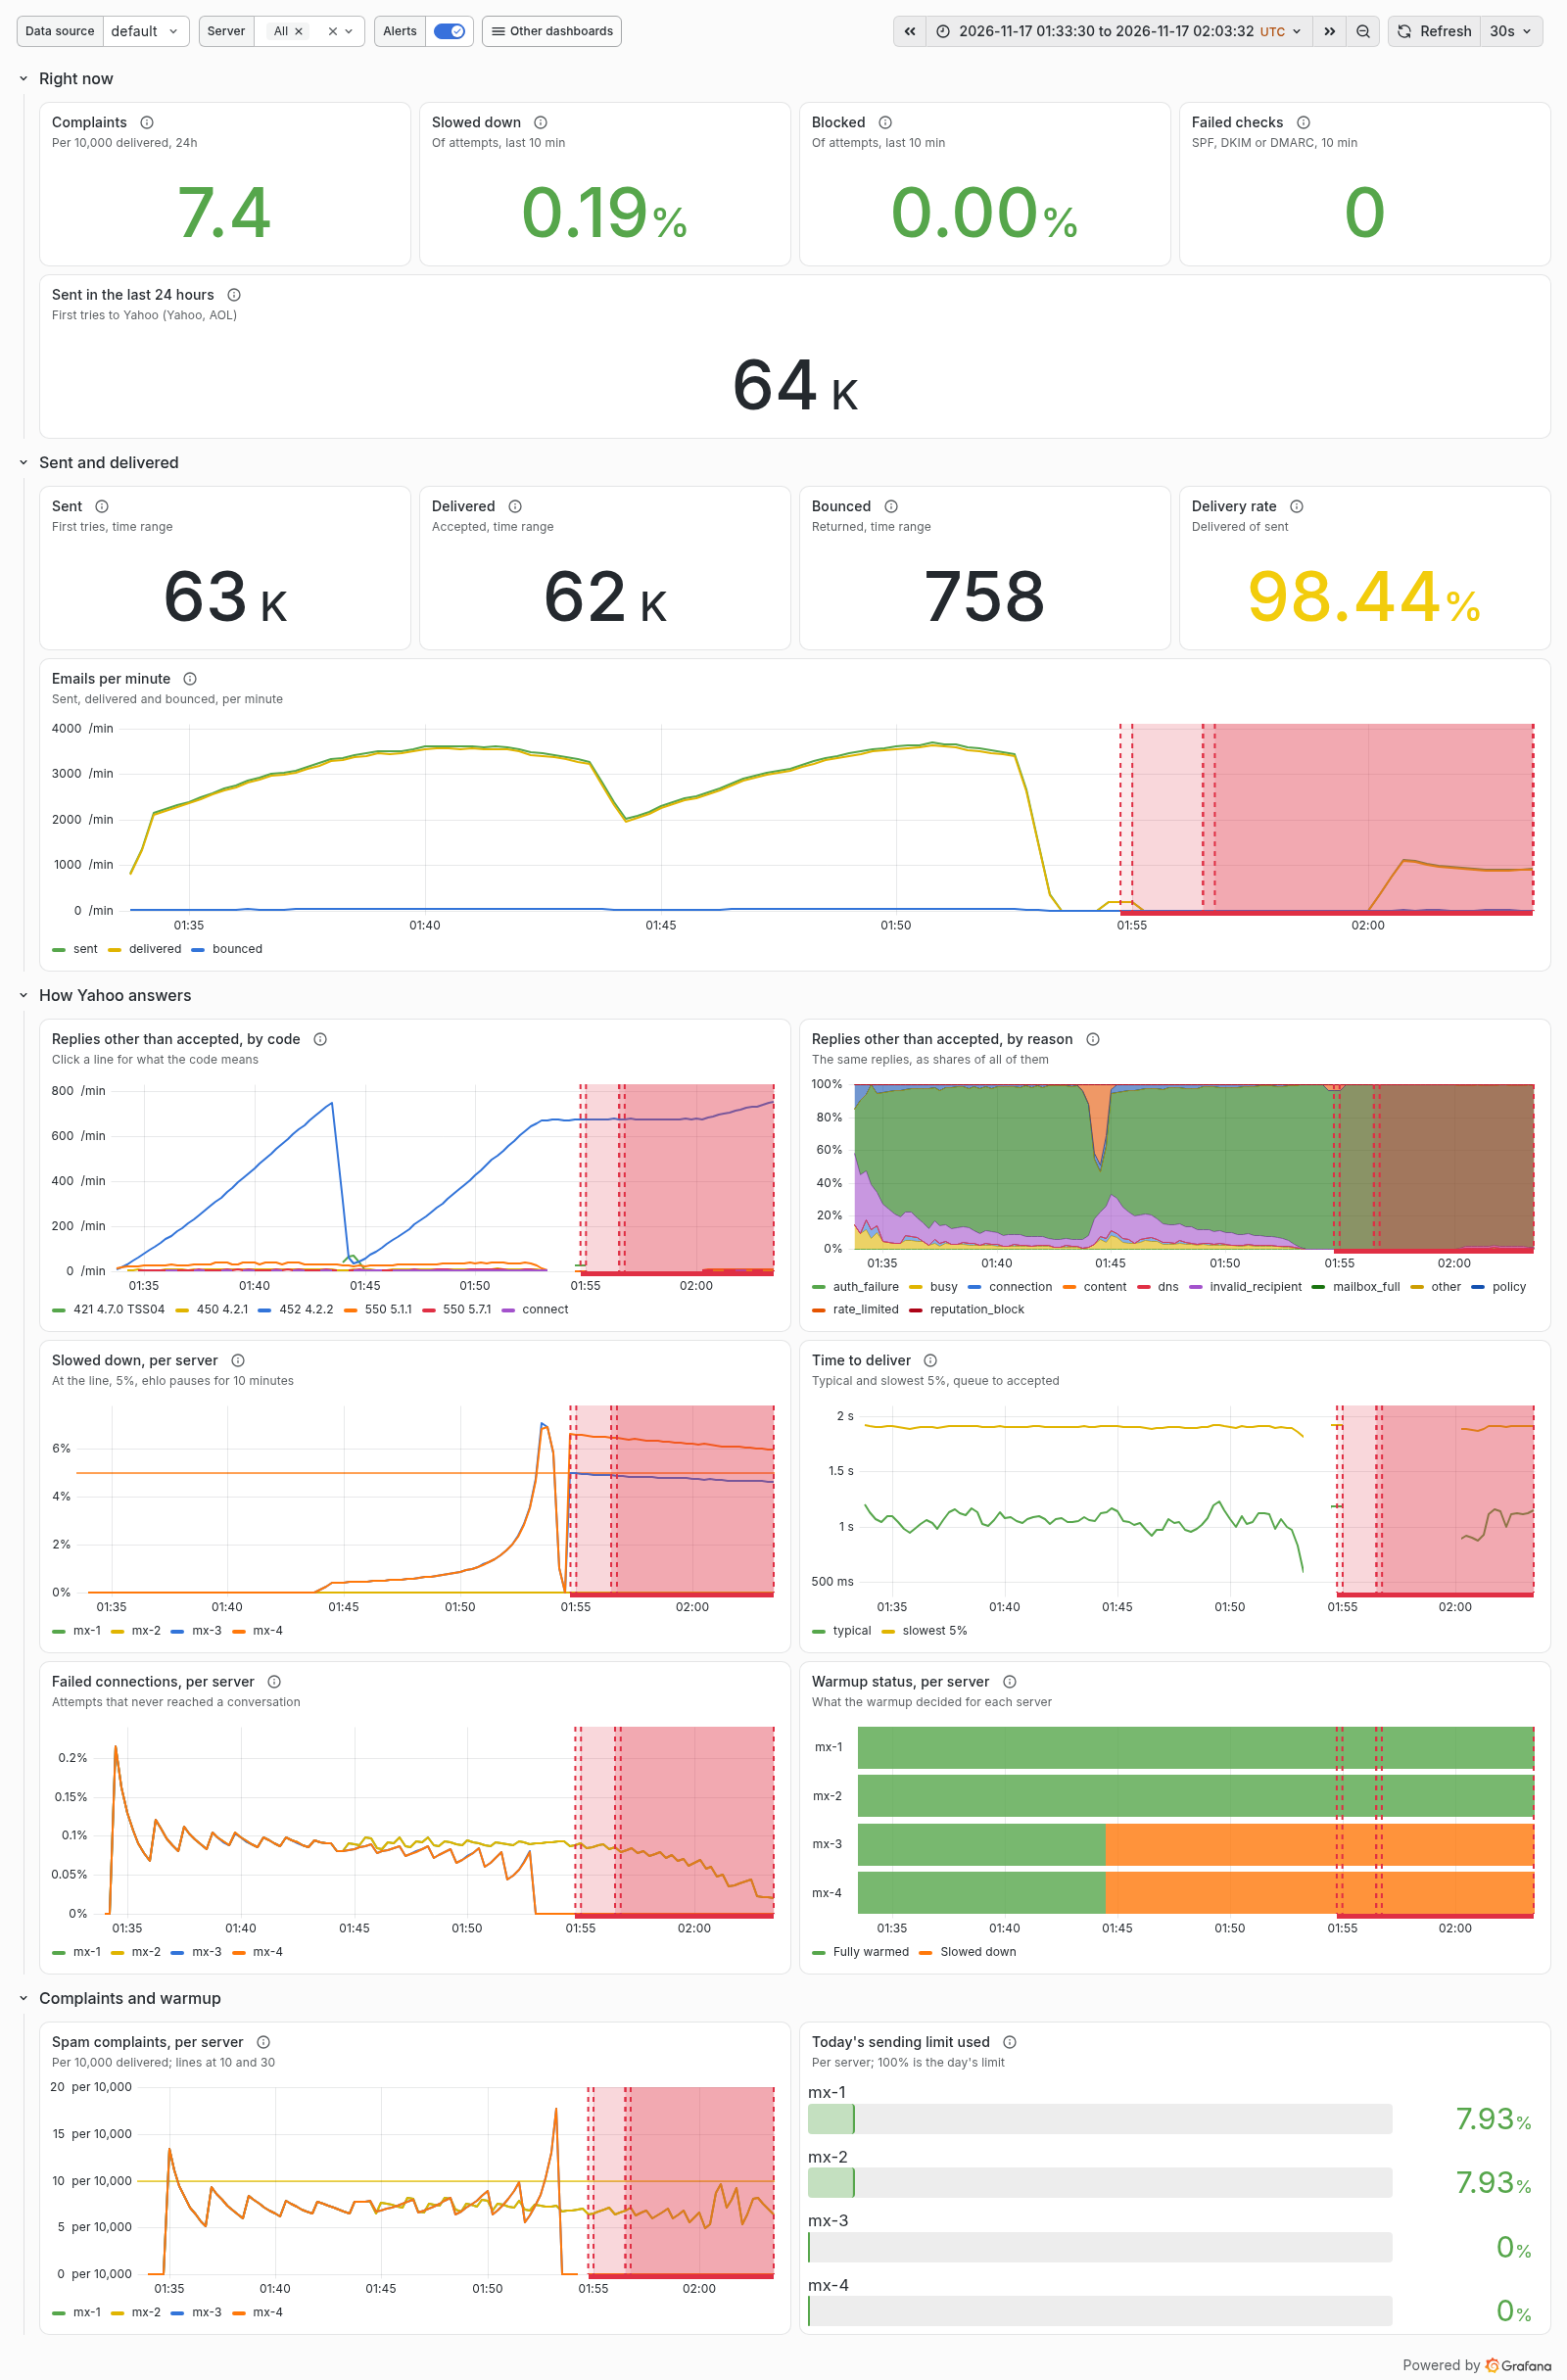 Data source default Server All Alerts Other dashboards 2026-11-17 01:33:30 to 2026-11-17 02:03:32 UTC Refresh 30s
Right now
Complaints
Per 10,000 delivered, 24h
7.4
Slowed down
Of attempts, last 10 min
0.19%
Blocked
Of attempts, last 10 min
0.00%
Failed checks
SPF, DKIM or DMARC, 10 min
0
Sent in the last 24 hours
First tries to Yahoo (Yahoo, AOL)
64 K
Sent and delivered
Sent
First tries, time range
63 K
Delivered
Accepted, time range
62 K
Bounced
Returned, time range
758
Delivery rate
Delivered of sent
98.44%
Emails per minute
Sent, delivered and bounced, per minute
4000 /min
3000 /min
2000 /min
1000 /min
0 /min
01:35 01:40 01:45 01:50 01:55 02:00
sent delivered bounced
How Yahoo answers
Replies other than accepted, by code
Click a line for what the code means
800 /min
600 /min
400 /min
200 /min
0 /min
01:35 01:40 01:45 01:50 01:55 02:00
421 4.7.0 TSS04 450 4.2.1 452 4.2.2 550 5.1.1 550 5.7.1 connect
Replies other than accepted, by reason
The same replies, as shares of all of them
100%
80%
60%
40%
20%
0%
01:35 01:40 01:45 01:50 01:55 02:00
auth_failure busy connection content dns invalid_recipient mailbox_full other policy
rate_limited reputation_block
Slowed down, per server
At the line, 5%, ehlo pauses for 10 minutes
6%
4%
2%
0%
01:35 01:40 01:45 01:50 01:55 02:00
mx-1 mx-2 mx-3 mx-4
Time to deliver
Typical and slowest 5%, queue to accepted
2 s
1.5 s
1 s
500 ms
01:35 01:40 01:45 01:50 01:55 02:00
typical slowest 5%
Failed connections, per server
Attempts that never reached a conversation
0.2%
0.15%
0.1%
0.05%
0%
01:35 01:40 01:45 01:50 01:55 02:00
mx-1 mx-2 mx-3 mx-4
Warmup status, per server
What the warmup decided for each server
mx-1
mx-2
mx-3
mx-4
01:35 01:40 01:45 01:50 01:55 02:00
Fully warmed Slowed down
Complaints and warmup
Spam complaints, per server
Per 10,000 delivered; lines at 10 and 30
20 per 10,000
15 per 10,000
10 per 10,000
5 per 10,000
0 per 10,000
01:35 01:40 01:45 01:50 01:55 02:00
mx-1 mx-2 mx-3 mx-4
Today's sending limit used
Per server; 100% is the day's limit
mx-1
7.93%
mx-2
7.93%
mx-3
0%
mx-4
0%
Powered by Grafana